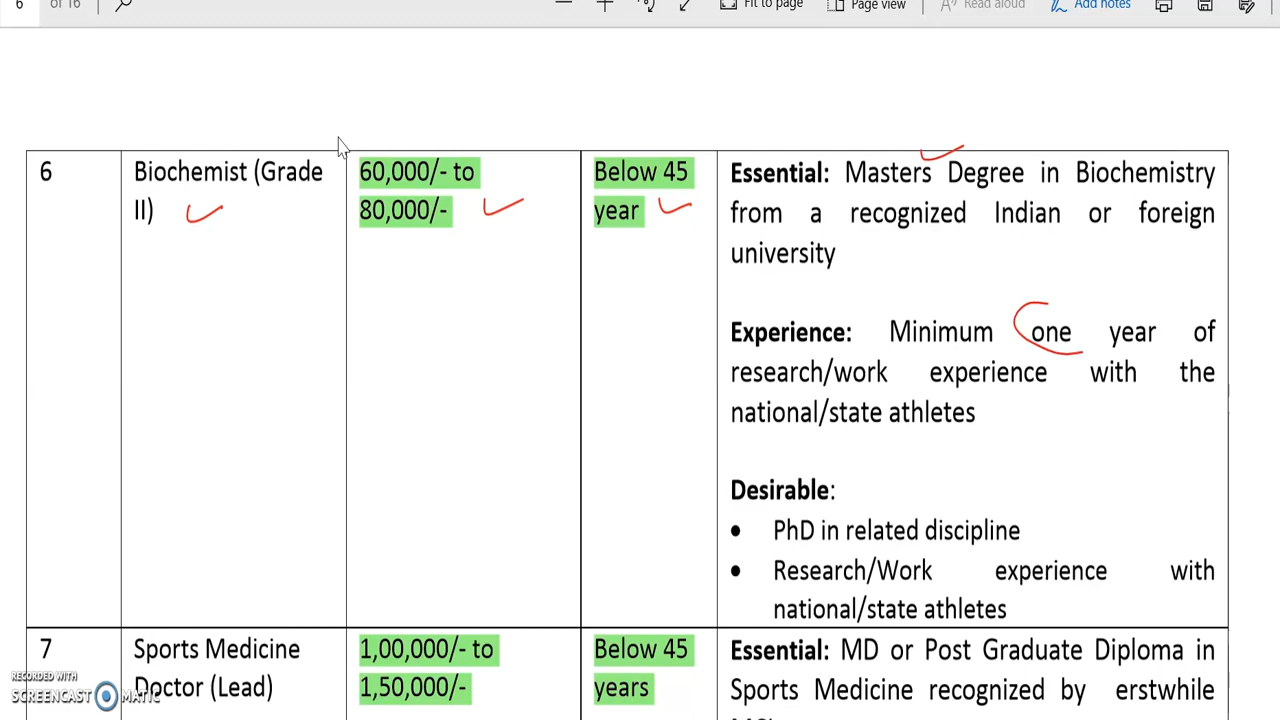 6 of 16 Fit to page Page view Read aloud Add notes
6 Biochemist (Grade 60,000/- to Below 45 Essential: Masters Degree in Biochemistry
II) 80,000/- year from a recognized Indian or foreign
university
Experience: Minimum one year of
research/work experience with the
national/state athletes
Desirable:
• PhD in related discipline
• Research/Work experience with
national/state athletes
7 Sports Medicine 1,00,000/- to Below 45 Essential: MD or Post Graduate Diploma in
Doctor (Lead) 1,50,000/- years Sports Medicine recognized by erstwhile
RECORDED WITH
SCREENCAST MATIC